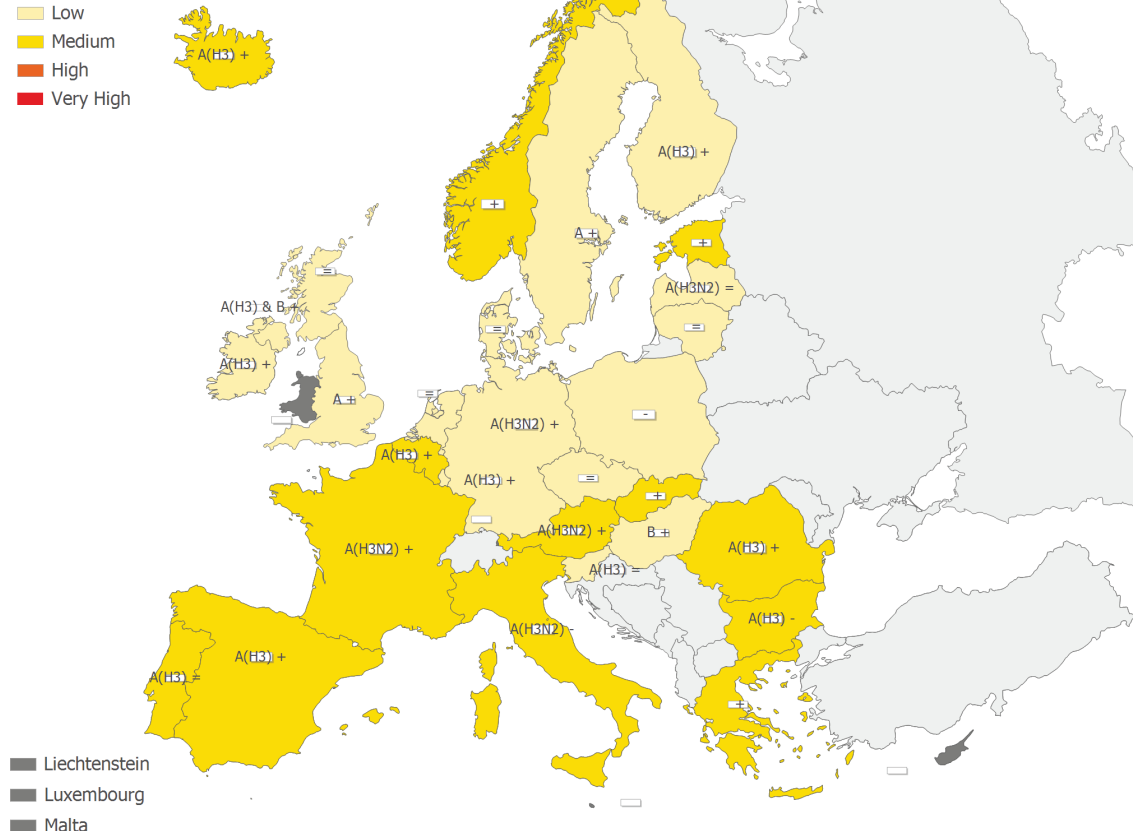 Low
Medium
High
Very High
A(H3) +
A(H3) +
+
A +
+
A(H3N2) =
=
A(H3) & B +
=
=
A(H3) +
A +
=
A(H3N2) +
-
A(H3) +
A(H3) +
=
+
A(H3N2) +
B +
A(H3N2) +
A(H3) +
A(H3) =
A(H3) -
A(H3N2) -
A(H3) +
A(H3) =
+
Liechtenstein
Luxembourg
Malta